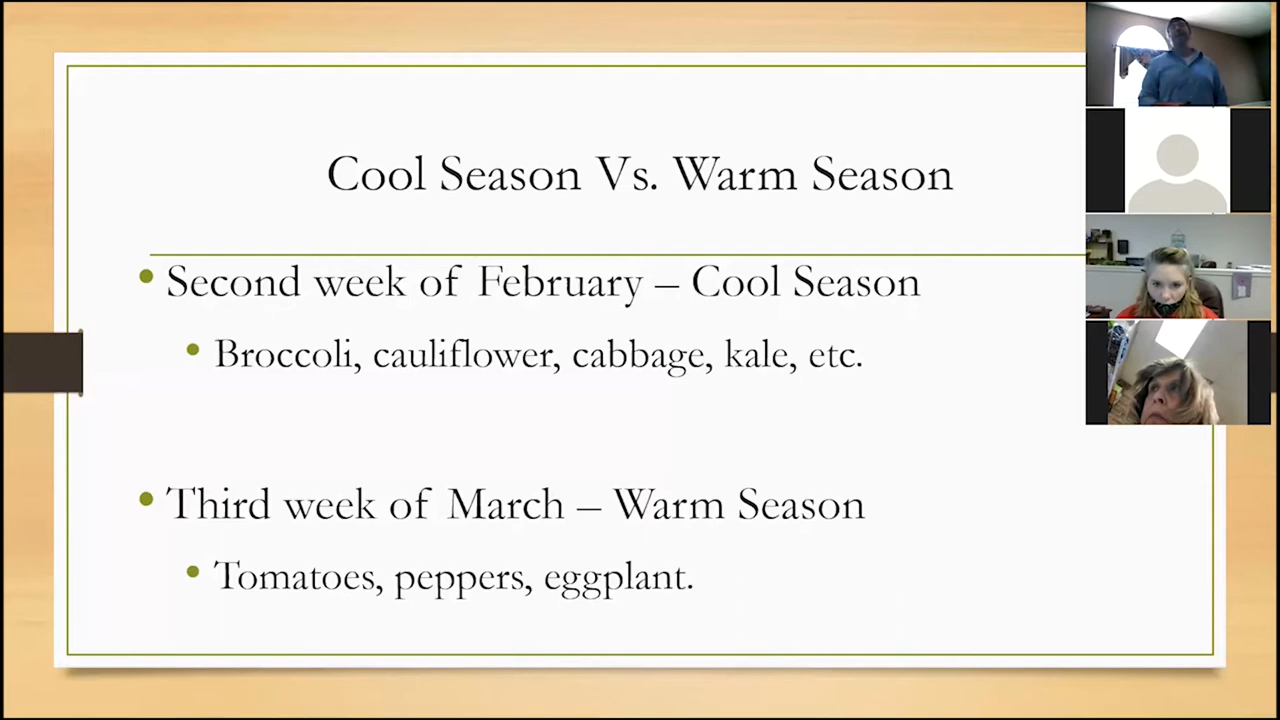 Cool Season Vs. Warm Season
• Second week of February – Cool Season
• Broccoli, cauliflower, cabbage, kale, etc.
• Third week of March – Warm Season
• Tomatoes, peppers, eggplant.